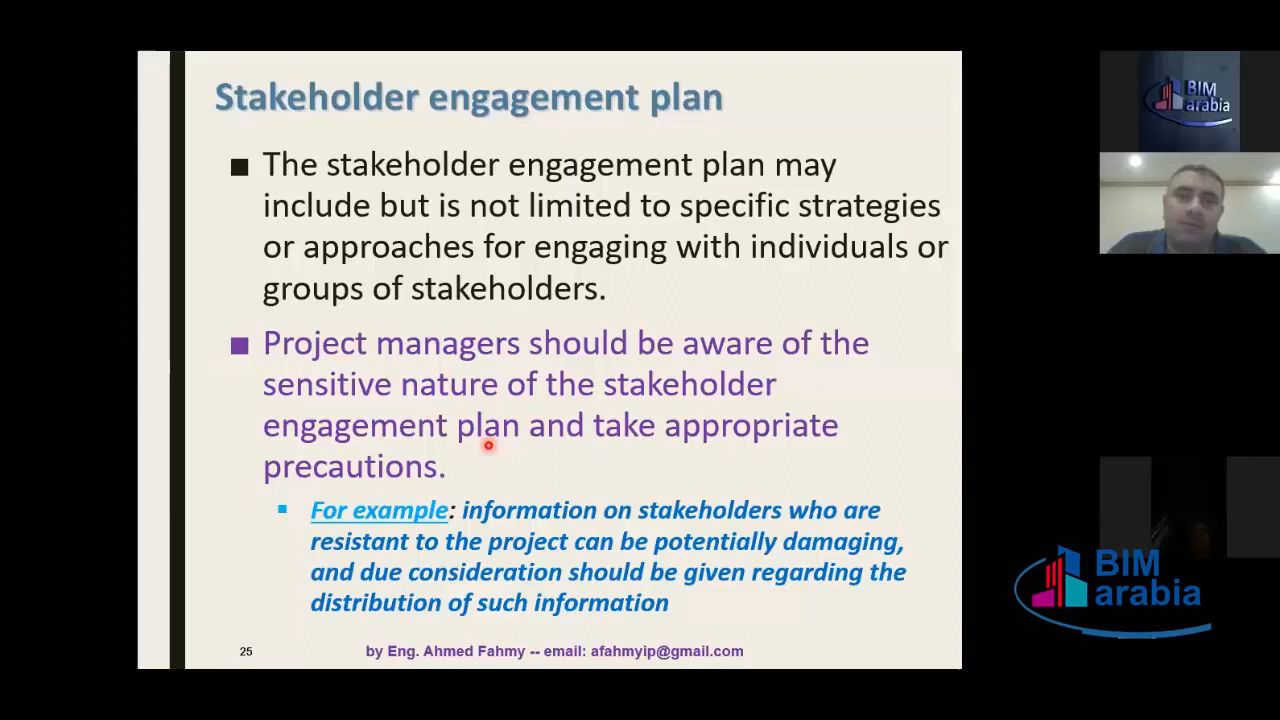 Stakeholder engagement plan
■ The stakeholder engagement plan may
include but is not limited to specific strategies
or approaches for engaging with individuals or
groups of stakeholders.
■ Project managers should be aware of the
sensitive nature of the stakeholder
engagement plan and take appropriate
precautions.
▪ For example: information on stakeholders who are
resistant to the project can be potentially damaging,
and due consideration should be given regarding the
distribution of such information
25
by Eng. Ahmed Fahmy -- email: afahmyip@gmail.com
BIM
arabia
BIM
arabia